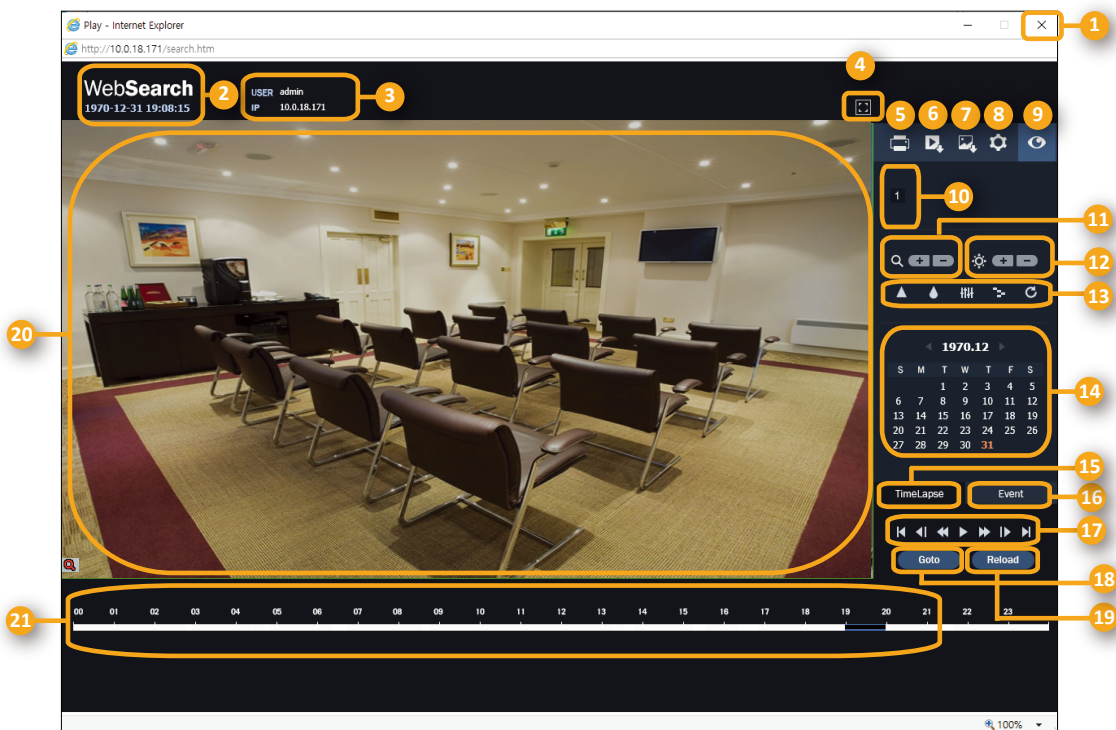 Play - Internet Explorer
1
http://10.0.18.171/search.htm
4
WebSearch
1970-12-31 19:08:15
2
USER admin
IP 10.0.18.171
3
5 6 7 8 9
1
10
11
+ - + -
12
13
20
1970.12
S M T W T F S
1 2 3 4 5
6 7 8 9 10 11 12
13 14 15 16 17 18 19
20 21 22 23 24 25 26
27 28 29 30 31
14
15
TimeLapse Event
16
17
Goto Reload
18
19
21
00 01 02 03 04 05 06 07 08 09 10 11 12 13 14 15 16 17 18 19 20 21 22 23
100%